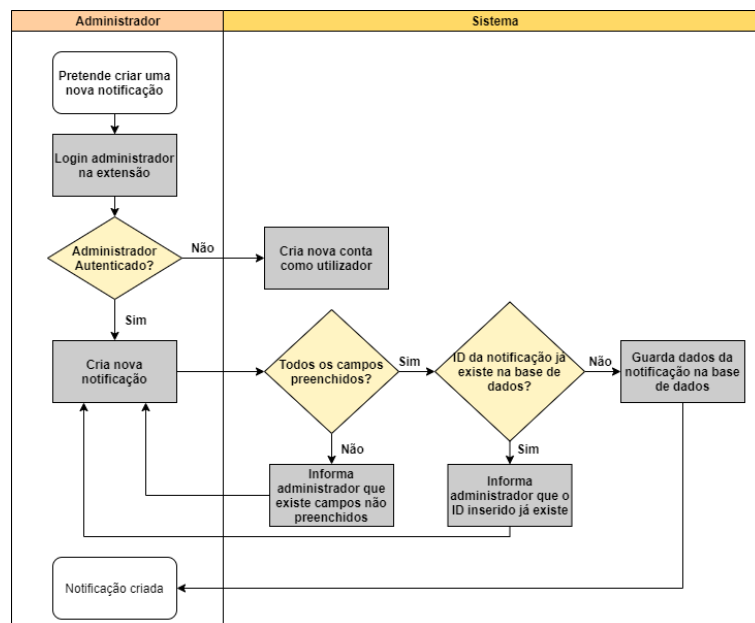 Administrador
Sistema
Pretende criar uma
nova notificação
Login administrador
na extensão
Administrador
Autenticado?
Não
Cria nova conta
como utilizador
Sim
Cria nova
notificação
Todos os campos
preenchidos?
Sim
ID da notificação já
existe na base de
dados?
Não
Guarda dados da
notificação na base
de dados
Não
Informa
administrador que
existe campos não
preenchidos
Sim
Informa
administrador que o
ID inserido já existe
Notificação criada